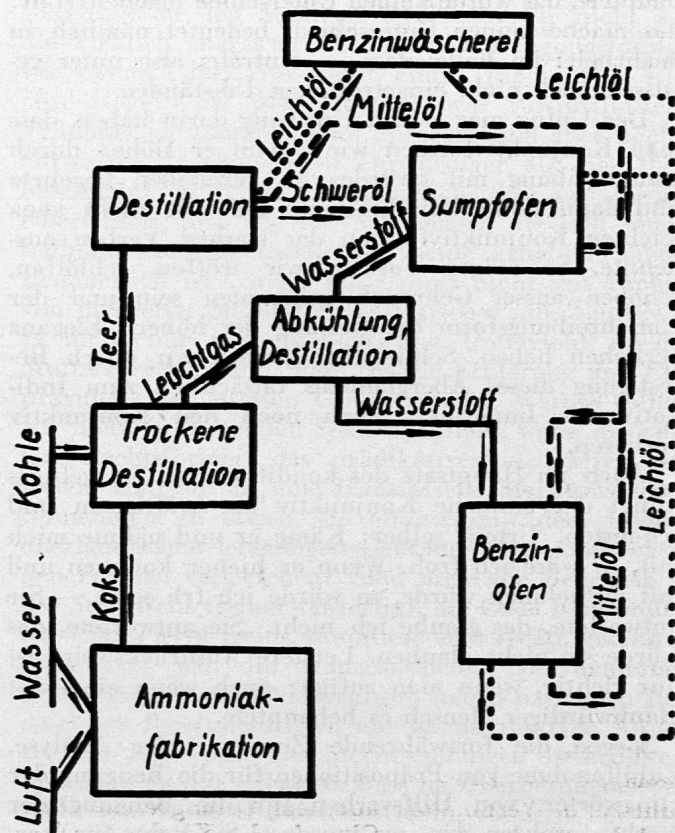 Benzinwäscherei
Leichtöl
Leichtöl
Mittelöl
Destillation
Schweröl
Sumpfofen
Wasserstoff
Teer
Leuchtgas
Abkühlung,
Destillation
Wasserstoff
Kohle
Trockene
Destillation
Leichtöl
Mittelöl
Benzin-
ofen
Koks
Wasser
Luft
Ammoniak-
fabrikation